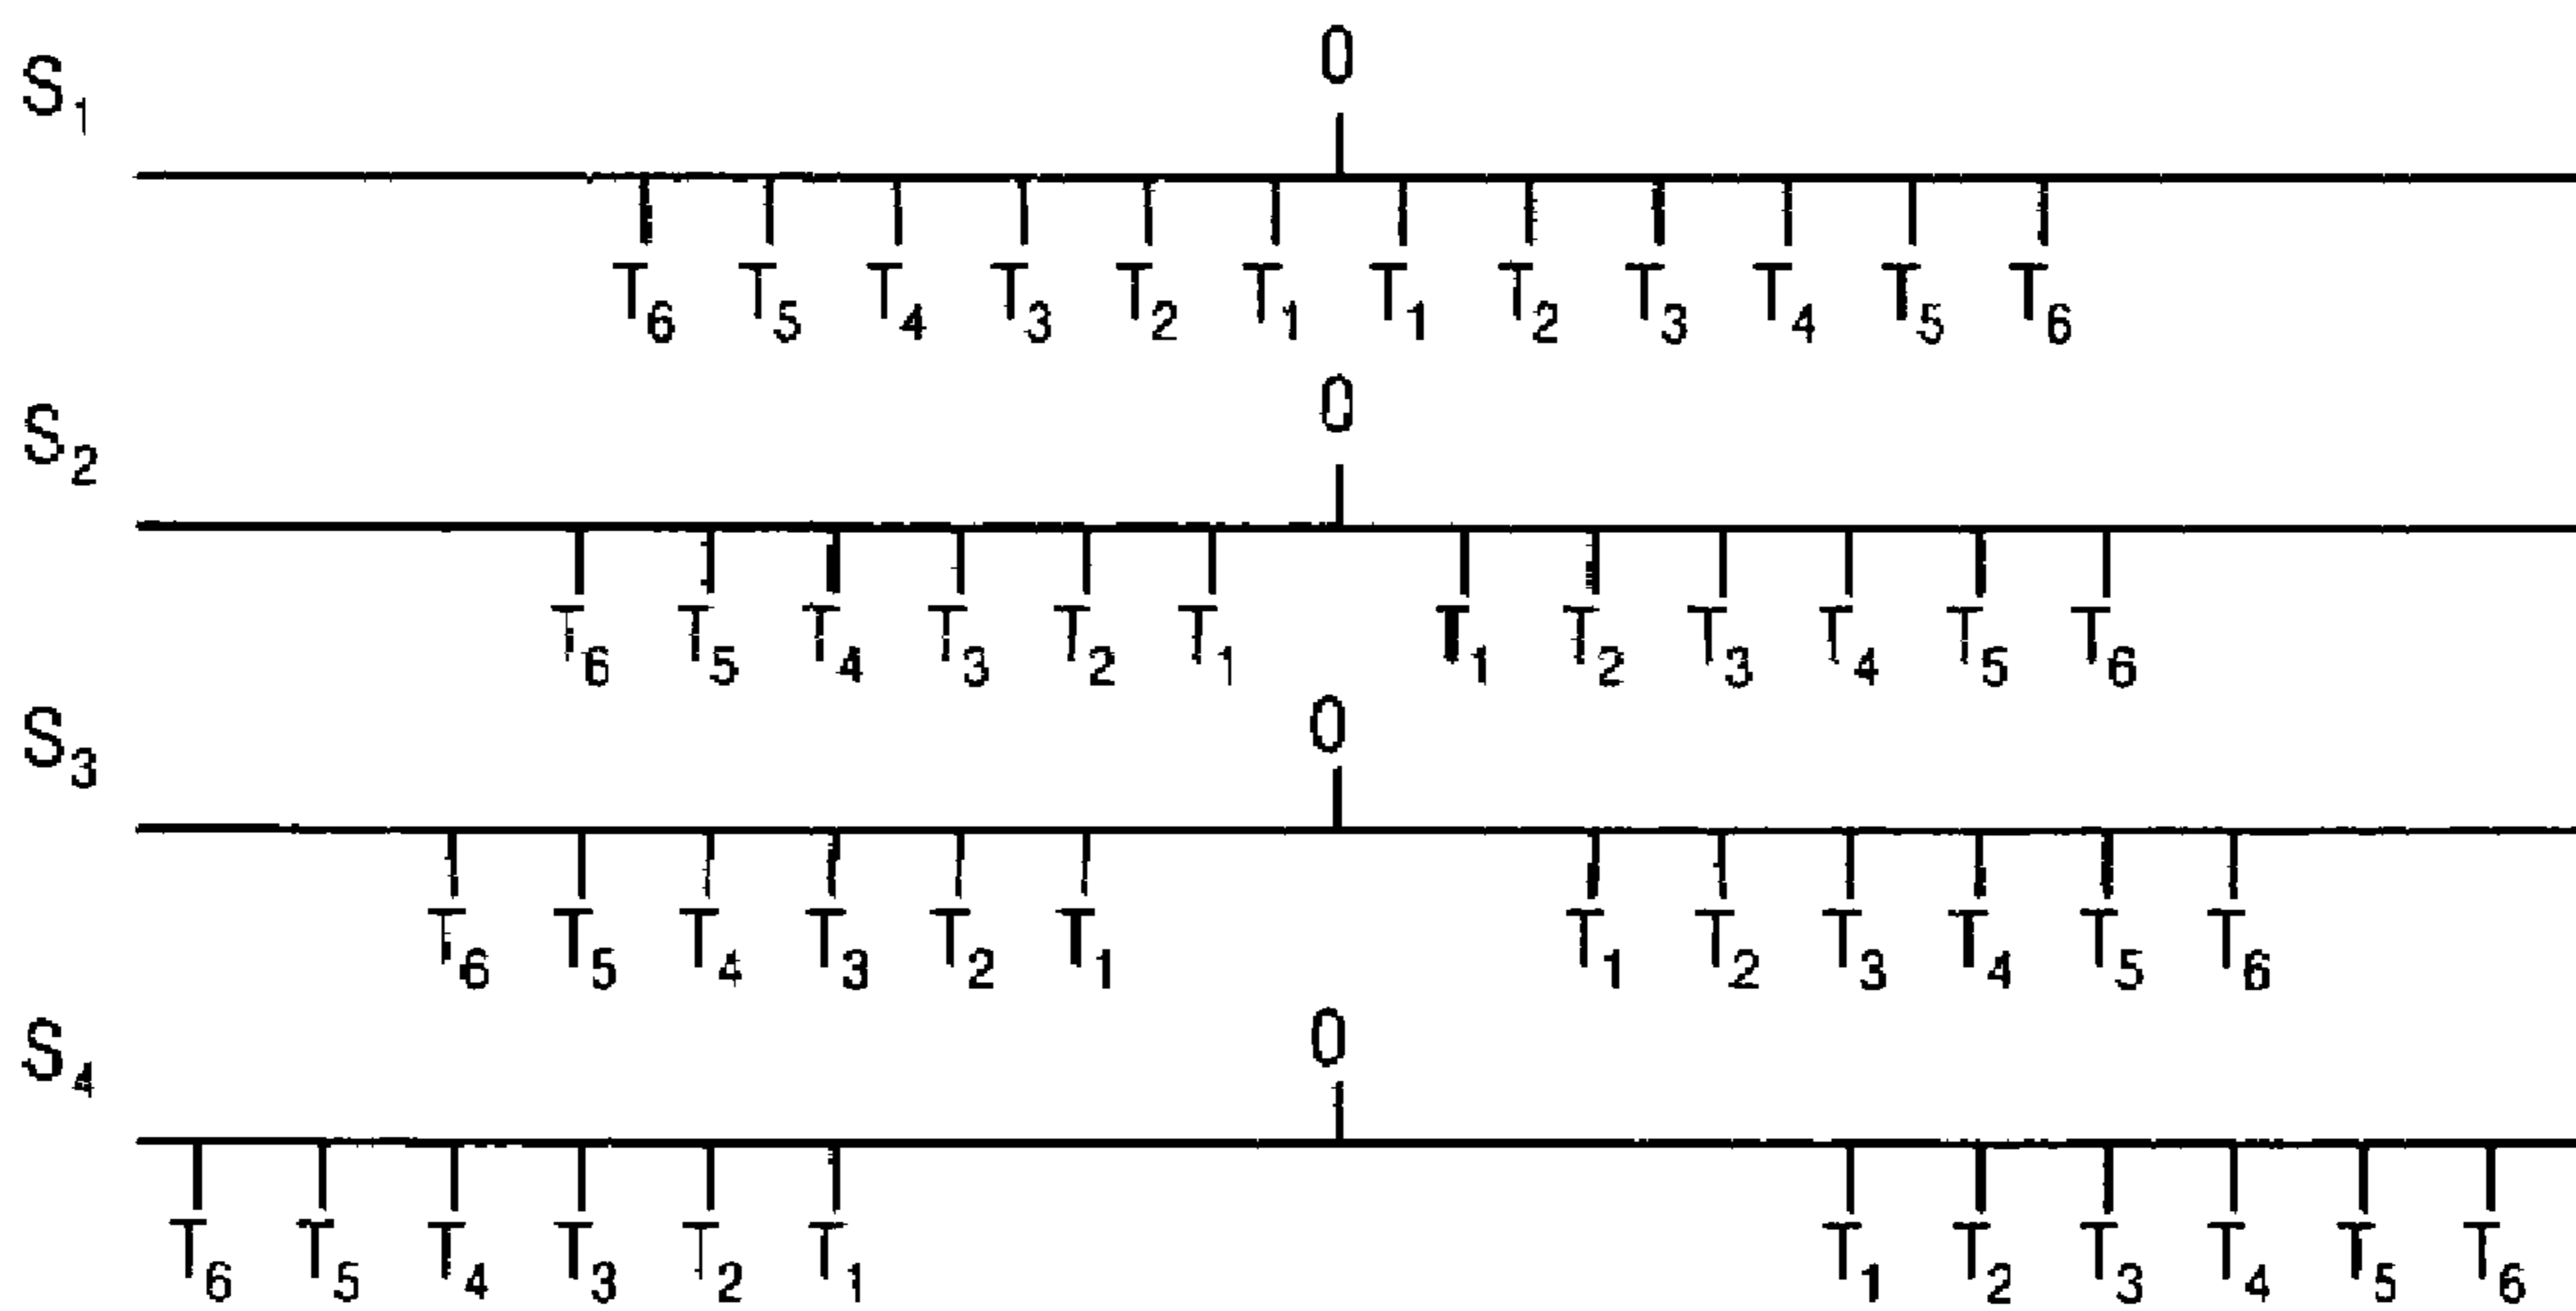 0
S₁
T₆ T₅ T₄ T₃ T₂ T₁ T₁ T₂ T₃ T₄ T₅ T₆
0
S₂
T₆ T₅ T₄ T₃ T₂ T₁ T₁ T₂ T₃ T₄ T₅ T₆
0
S₃
T₆ T₅ T₄ T₃ T₂ T₁ T₁ T₂ T₃ T₄ T₅ T₆
0
S₄
T₆ T₅ T₄ T₃ T₂ T₁ T₁ T₂ T₃ T₄ T₅ T₆